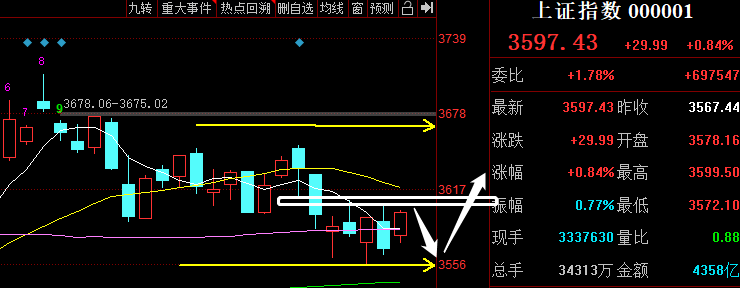 九转 重大事件 热点回溯 删自选 均线 窗 预测
3739
6
7
8
9
3678.06-3675.02
3678
3617
3556
上证指数 000001
3597.43 +29.99 +0.84%
委比 +1.78% +697547
最新 3597.43 昨收 3567.44
涨跌 +29.99 开盘 3578.16
涨幅 +0.84% 最高 3599.50
振幅 0.77% 最低 3572.10
现手 3337630 量比 0.88
总手 34313万 金额 4358亿